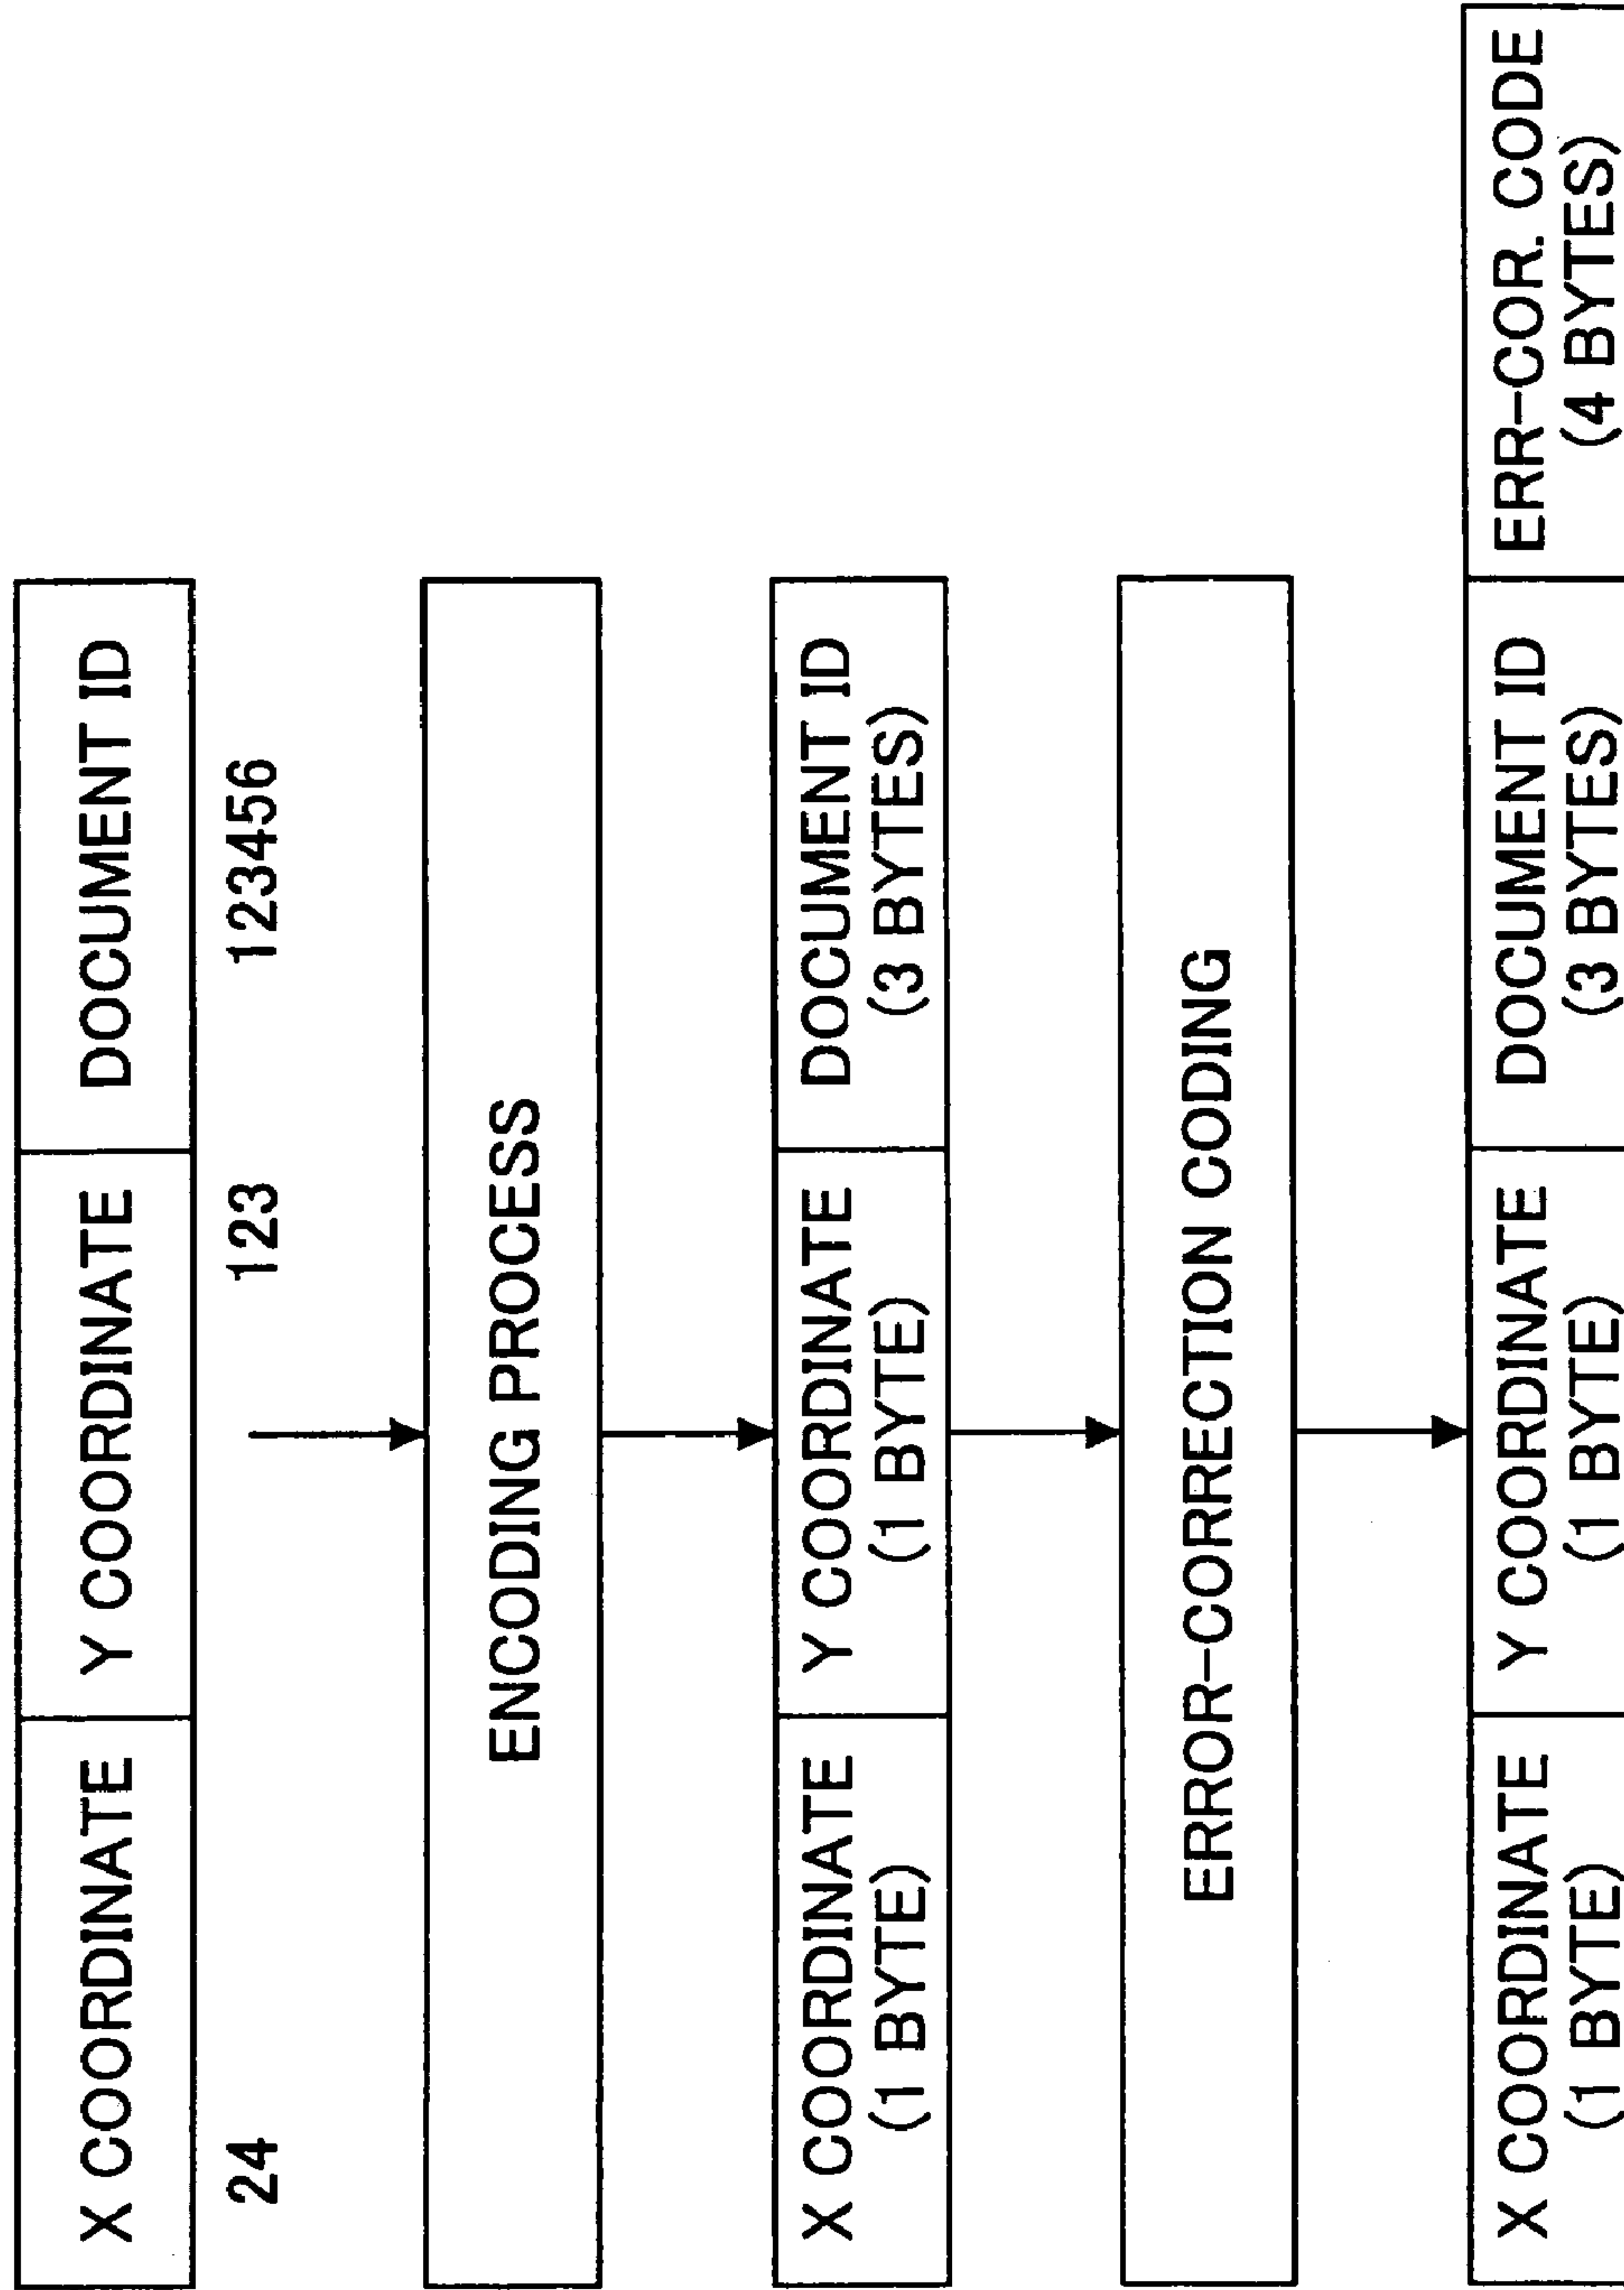 X COORDINATE Y COORDINATE DOCUMENT ID
24 123 123456
ENCODING PROCESS
X COORDINATE Y COORDINATE DOCUMENT ID
(1 BYTE) (1 BYTE) (3 BYTES)
ERROR-CORRECTION CODING
X COORDINATE Y COORDINATE DOCUMENT ID ERR-COR. CODE
(1 BYTE) (1 BYTE) (3 BYTES) (4 BYTES)